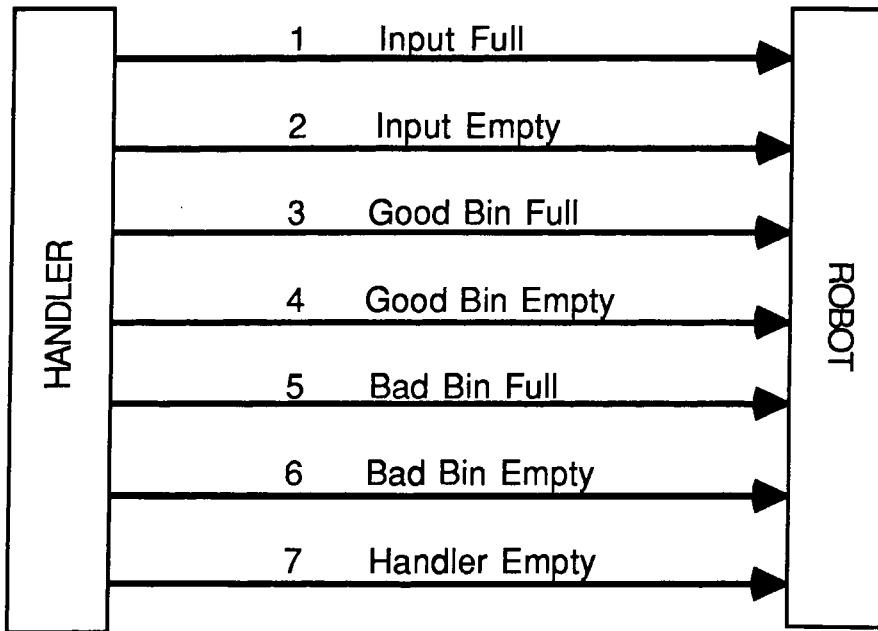 1 Input Full
2 Input Empty
3 Good Bin Full
4 Good Bin Empty
5 Bad Bin Full
6 Bad Bin Empty
7 Handler Empty
HANDLER
ROBOT